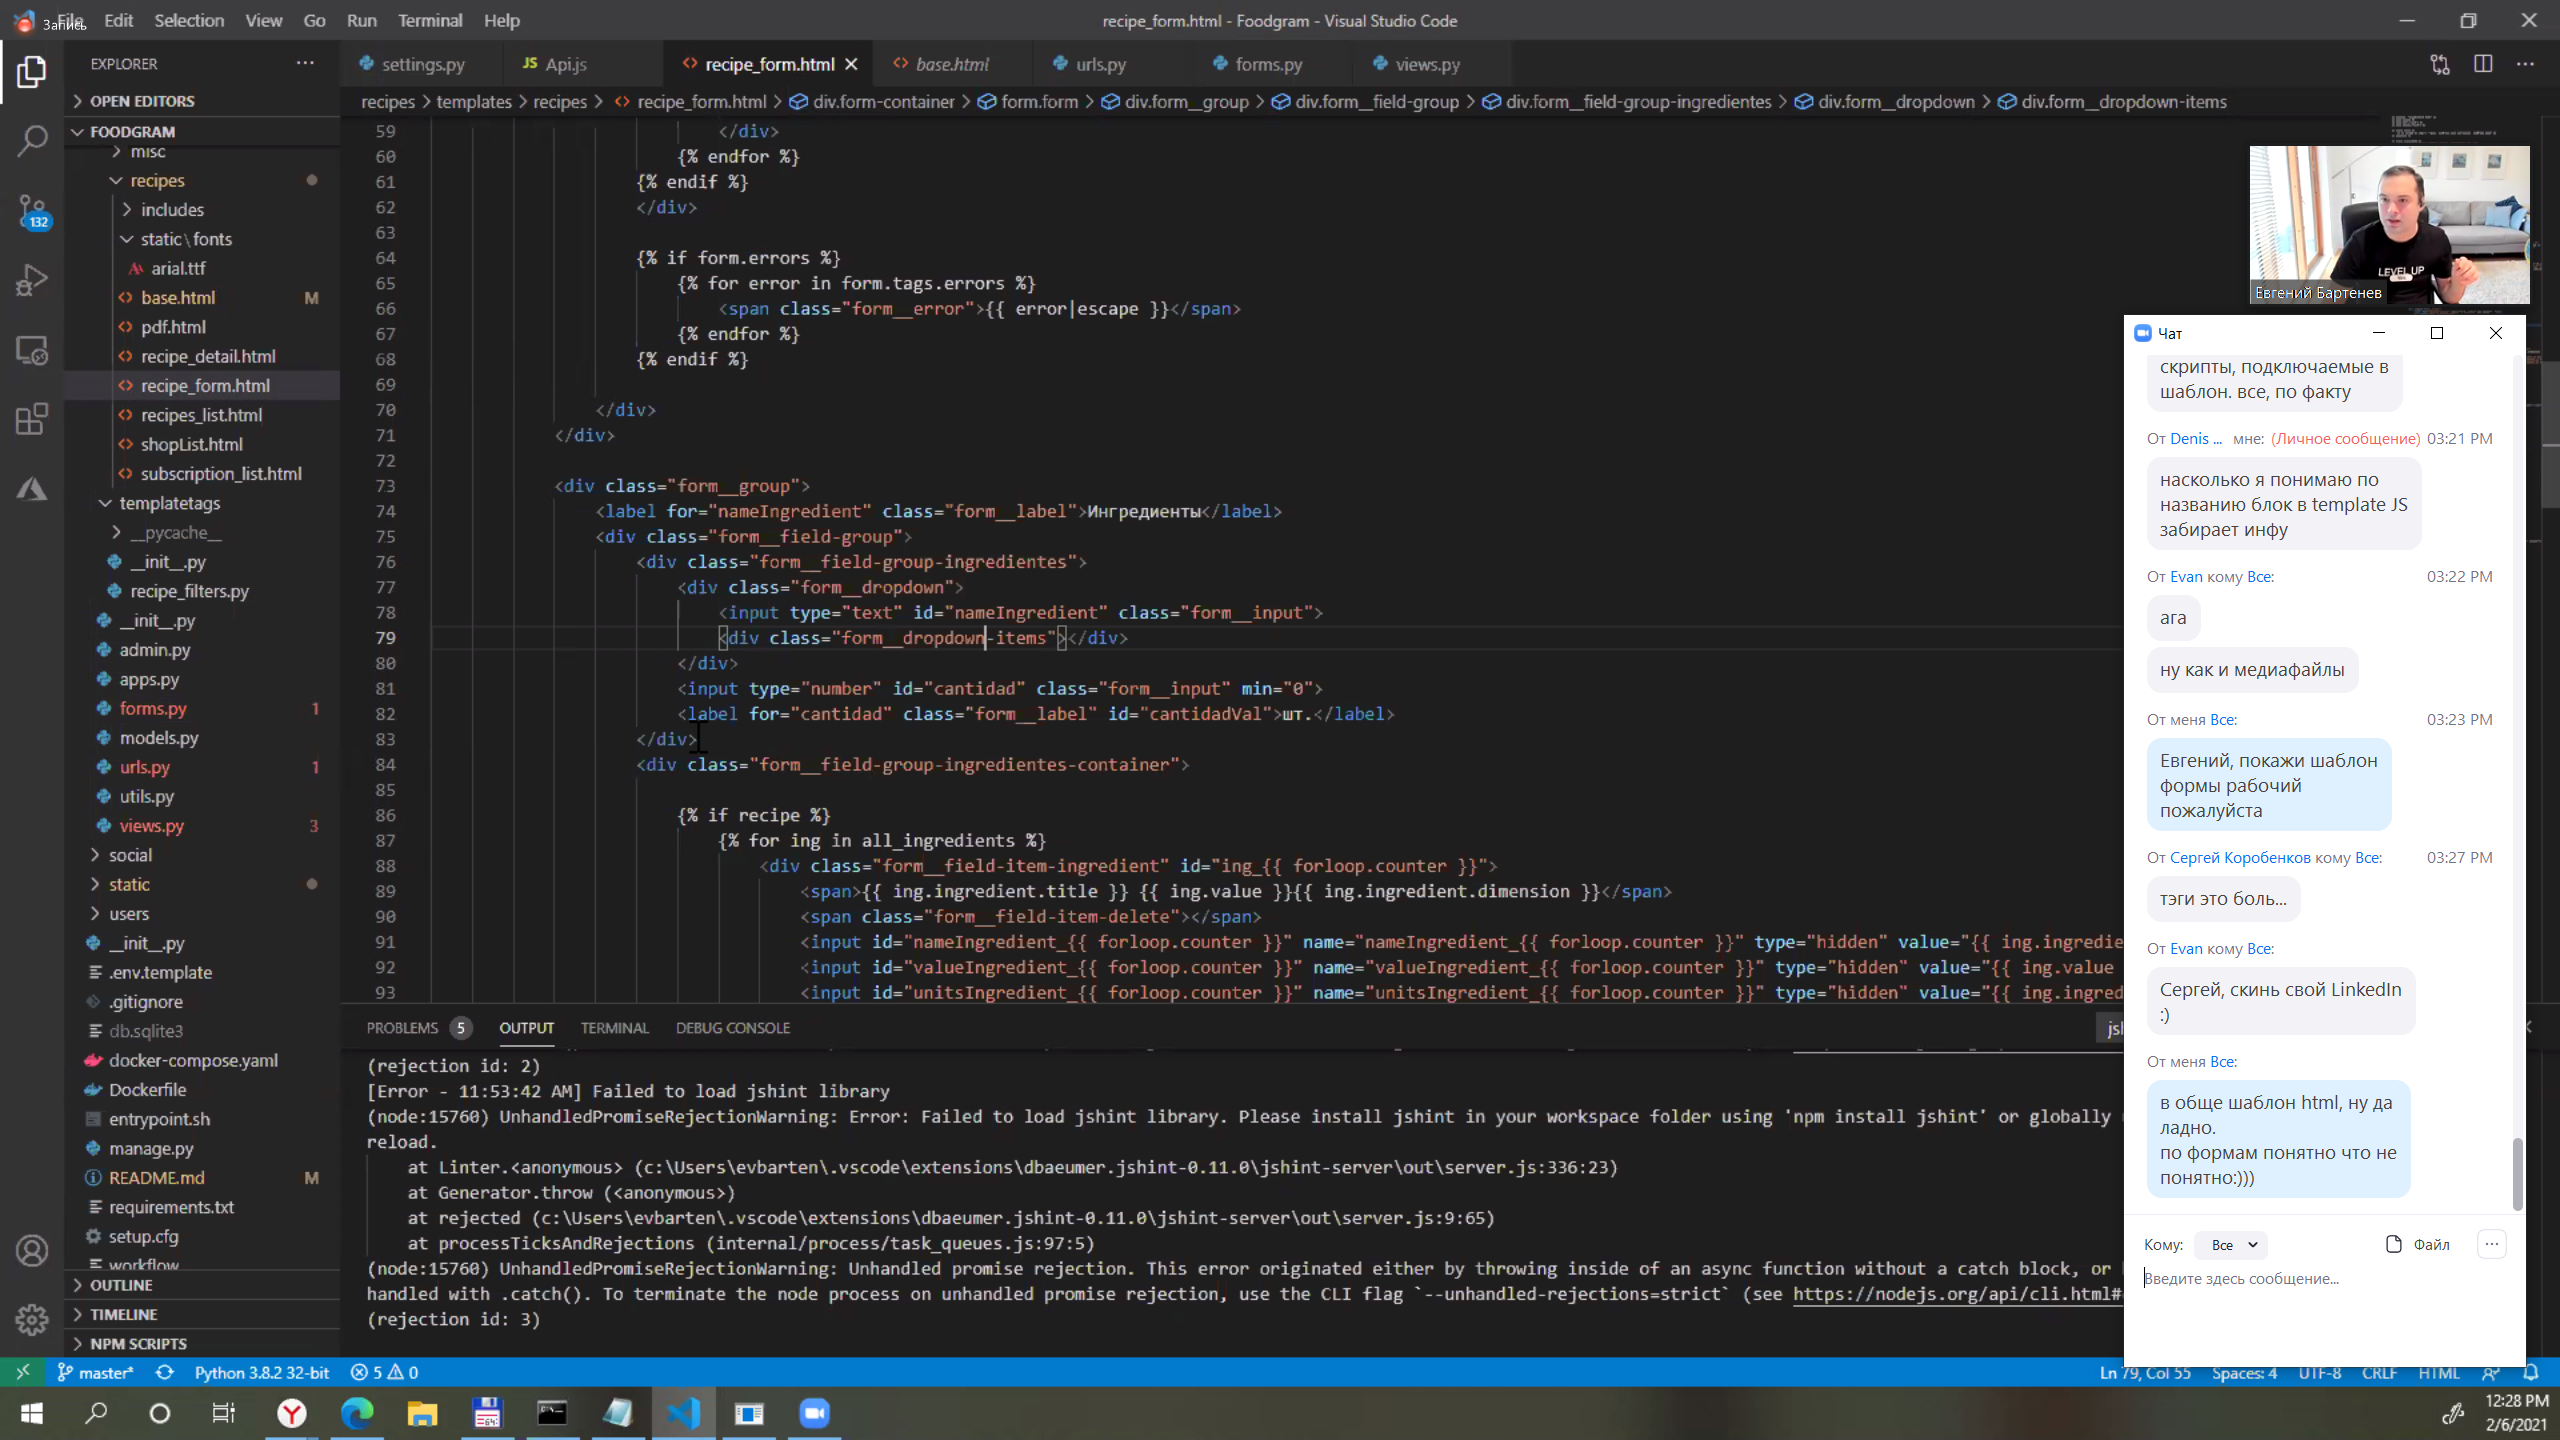 Запись
File Edit Selection View Go Run Terminal Help
recipe_form.html - Foodgram - Visual Studio Code
EXPLORER
OPEN EDITORS
FOODGRAM
misc
recipes
includes
static\fonts
arial.ttf
base.html M
pdf.html
recipe_detail.html
recipe_form.html
recipes_list.html
shopList.html
subscription_list.html
templatetags
__pycache__
__init__.py
recipe_filters.py
__init__.py
admin.py
apps.py
forms.py 1
models.py
urls.py 1
utils.py
views.py 3
social
static
users
__init__.py
.env.template
.gitignore
db.sqlite3
docker-compose.yaml
Dockerfile
entrypoint.sh
manage.py
README.md M
requirements.txt
setup.cfg
workflow
OUTLINE
TIMELINE
NPM SCRIPTS
132
settings.py JS Api.js recipe_form.html base.html urls.py forms.py views.py
recipes > templates > recipes > recipe_form.html > div.form-container > form.form > div.form__group > div.form__field-group > div.form__field-group-ingredientes > div.form__dropdown > div.form__dropdown-items
59 </div>
60 {% endfor %}
61 {% endif %}
62 </div>
63
64 {% if form.errors %}
65 {% for error in form.tags.errors %}
66 <span class="form__error">{{ error|escape }}</span>
67 {% endfor %}
68 {% endif %}
69
70 </div>
71 </div>
72
73 <div class="form__group">
74 <label for="nameIngredient" class="form__label">Ингредиенты</label>
75 <div class="form__field-group">
76 <div class="form__field-group-ingredientes">
77 <div class="form__dropdown">
78 <input type="text" id="nameIngredient" class="form__input">
79 <div class="form__dropdown-items"></div>
80 </div>
81 <input type="number" id="cantidad" class="form__input" min="0">
82 <label for="cantidad" class="form__label" id="cantidadVal">шт.</label>
83 </div>
84 <div class="form__field-group-ingredientes-container">
85
86 {% if recipe %}
87 {% for ing in all_ingredients %}
88 <div class="form__field-item-ingredient" id="ing_{{ forloop.counter }}">
89 <span>{{ ing.ingredient.title }} {{ ing.value }}{{ ing.ingredient.dimension }}</span>
90 <span class="form__field-item-delete"></span>
91 <input id="nameIngredient_{{ forloop.counter }}" name="nameIngredient_{{ forloop.counter }}" type="hidden" value="{{ ing.ingredie
92 <input id="valueIngredient_{{ forloop.counter }}" name="valueIngredient_{{ forloop.counter }}" type="hidden" value="{{ ing.value
93 <input id="unitsIngredient_{{ forloop.counter }}" name="unitsIngredient_{{ forloop.counter }}" type="hidden" value="{{ ing.ingred
PROBLEMS 5 OUTPUT TERMINAL DEBUG CONSOLE
jsh
(rejection id: 2)
[Error - 11:53:42 AM] Failed to load jshint library
(node:15760) UnhandledPromiseRejectionWarning: Error: Failed to load jshint library. Please install jshint in your workspace folder using 'npm install jshint' or globally
reload.
at Linter.<anonymous> (c:\Users\evbarten\.vscode\extensions\dbaeumer.jshint-0.11.0\jshint-server\out\server.js:336:23)
at Generator.throw (<anonymous>)
at rejected (c:\Users\evbarten\.vscode\extensions\dbaeumer.jshint-0.11.0\jshint-server\out\server.js:9:65)
at processTicksAndRejections (internal/process/task_queues.js:97:5)
(node:15760) UnhandledPromiseRejectionWarning: Unhandled promise rejection. This error originated either by throwing inside of an async function without a catch block, or
handled with .catch(). To terminate the node process on unhandled promise rejection, use the CLI flag `--unhandled-rejections=strict` (see https://nodejs.org/api/cli.html#
(rejection id: 3)
LEVEL UP
Евгений Бартенев
Чат
скрипты, подключаемые в
шаблон. все, по факту
От Denis ... мне: (Личное сообщение) 03:21 PM
насколько я понимаю по
названию блок в template JS
забирает инфу
От Evan кому Все: 03:22 PM
ага
ну как и медиафайлы
От меня Все: 03:23 PM
Евгений, покажи шаблон
формы рабочий
пожалуйста
От Сергей Коробенков кому Все: 03:27 PM
тэги это боль...
От Evan кому Все:
Сергей, скинь свой LinkedIn
:)
От меня Все:
в обще шаблон html, ну да
ладно.
по формам понятно что не
понятно:)))
Кому: Все Файл
Введите здесь сообщение...
master* Python 3.8.2 32-bit 5 0
Ln 79, Col 55 Spaces: 4 UTF-8 CRLF HTML
12:28 PM
2/6/2021